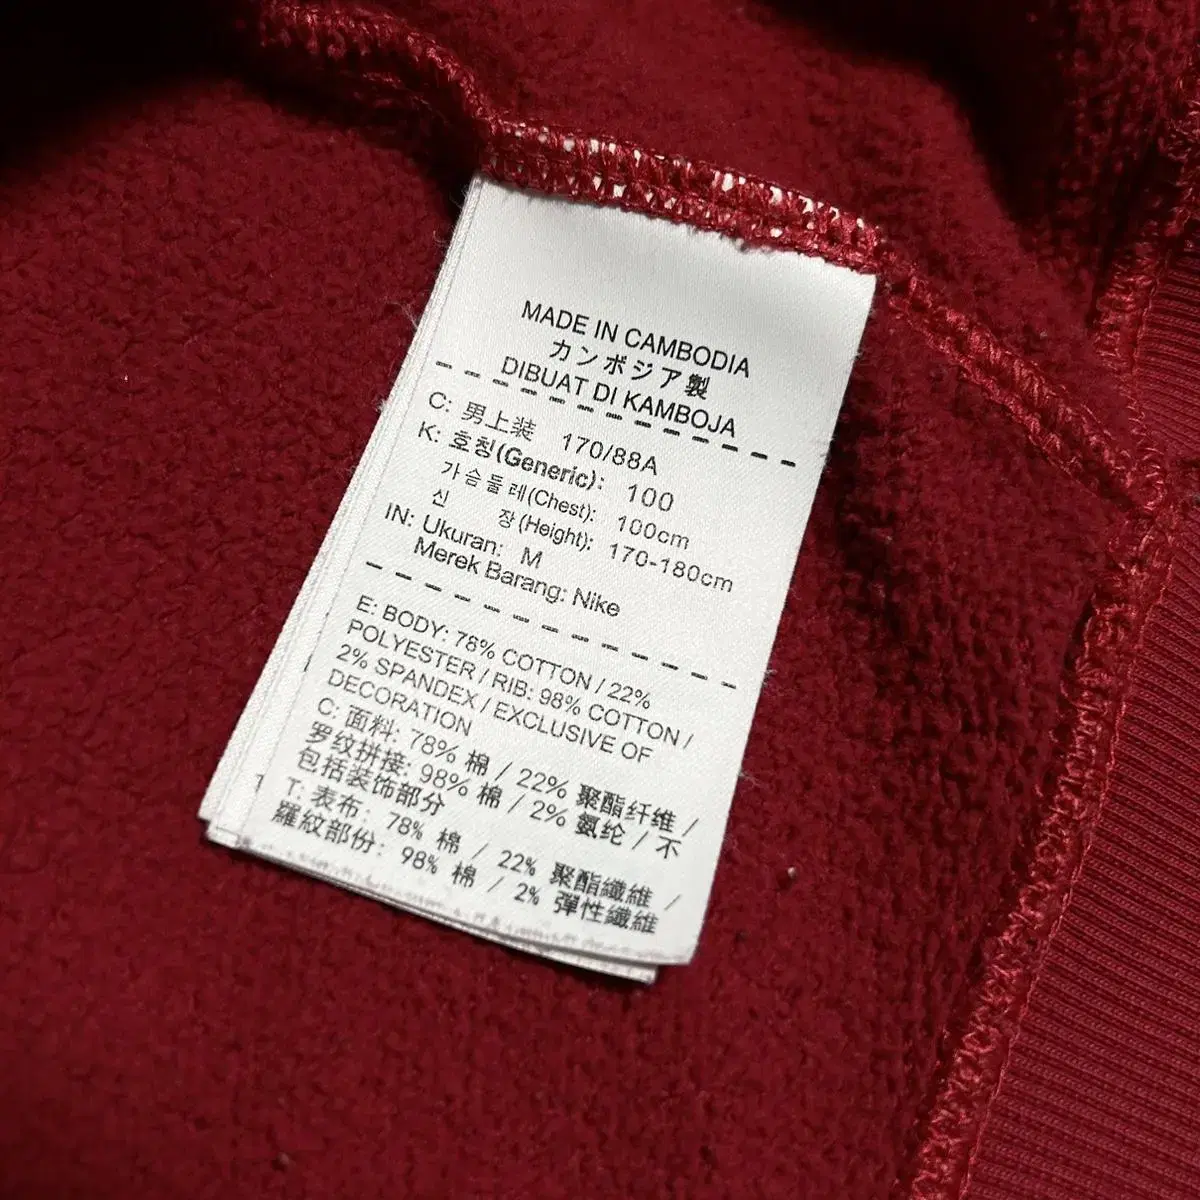 MADE IN CAMBODIA
カンボジア製
DIBUAT DI KAMBOJA
C: 男上装 170/88A
K: 호칭(Generic): 100
가슴둘레(Chest): 100cm
신 장(Height): 170-180cm
IN: Ukuran: M
Merek Barang: Nike
E: BODY: 78% COTTON / 22%
POLYESTER / RIB: 98% COTTON /
2% SPANDEX / EXCLUSIVE OF
DECORATION
C: 面料: 78% 棉 / 22% 聚酯纤维 /
罗纹拼接: 98% 棉 / 2% 氨纶 / 不
包括装饰部分
T: 表布: 78% 棉 / 22% 聚酯纖維 /
羅紋部份: 98% 棉 / 2% 彈性纖維